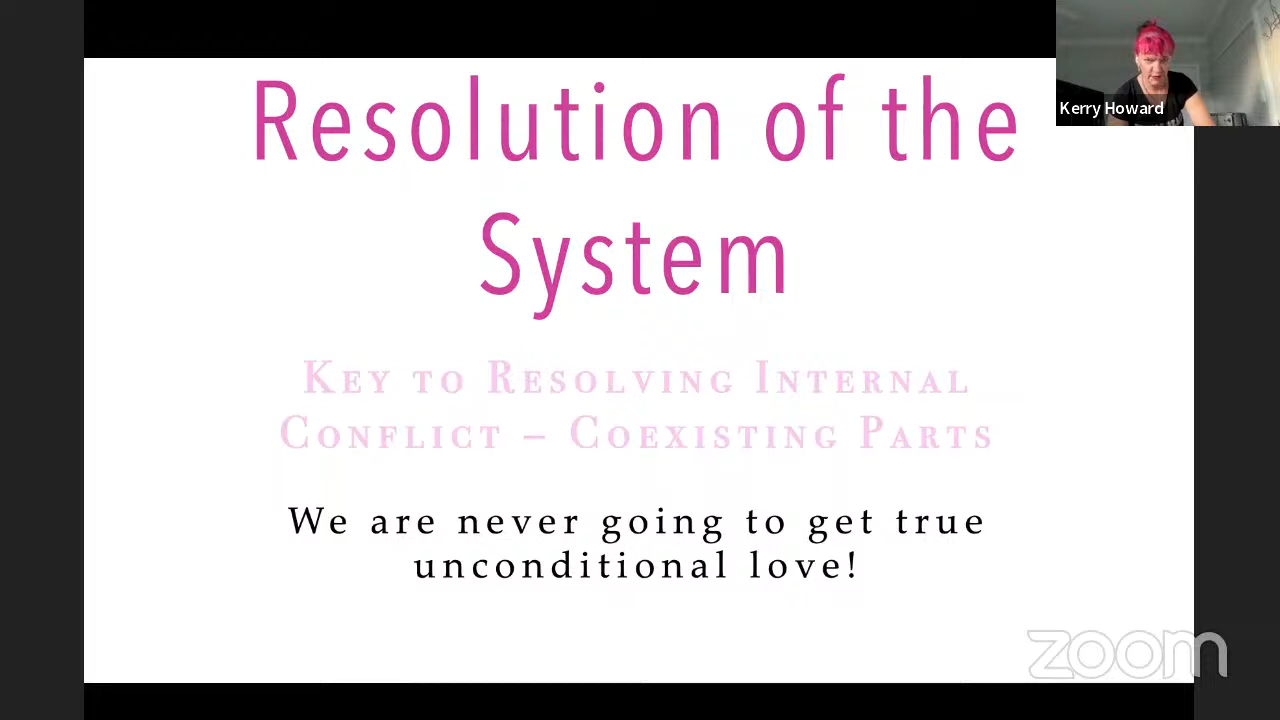 Resolution of the
System
KEY TO RESOLVING INTERNAL
CONFLICT – COEXISTING PARTS
We are never going to get true
unconditional love!
Kerry Howard
zoom